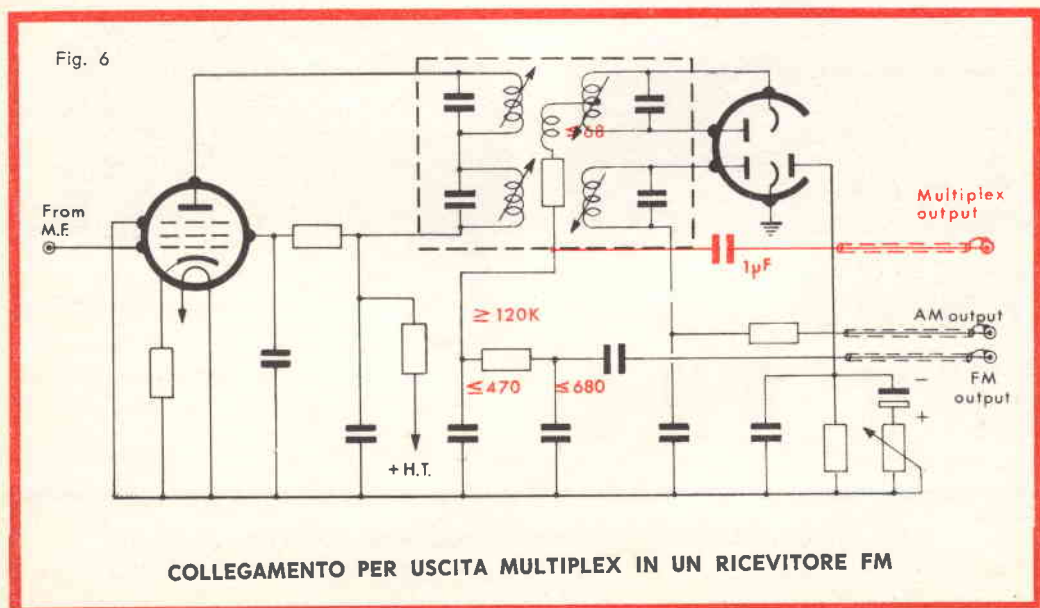 Fig. 6
≤ 68
From
M.F.
Multiplex
output
1µF
≥ 120K
AM output
≤ 470
≤ 680
FM
output
−
+
+ H.T.
COLLEGAMENTO PER USCITA MULTIPLEX IN UN RICEVITORE FM